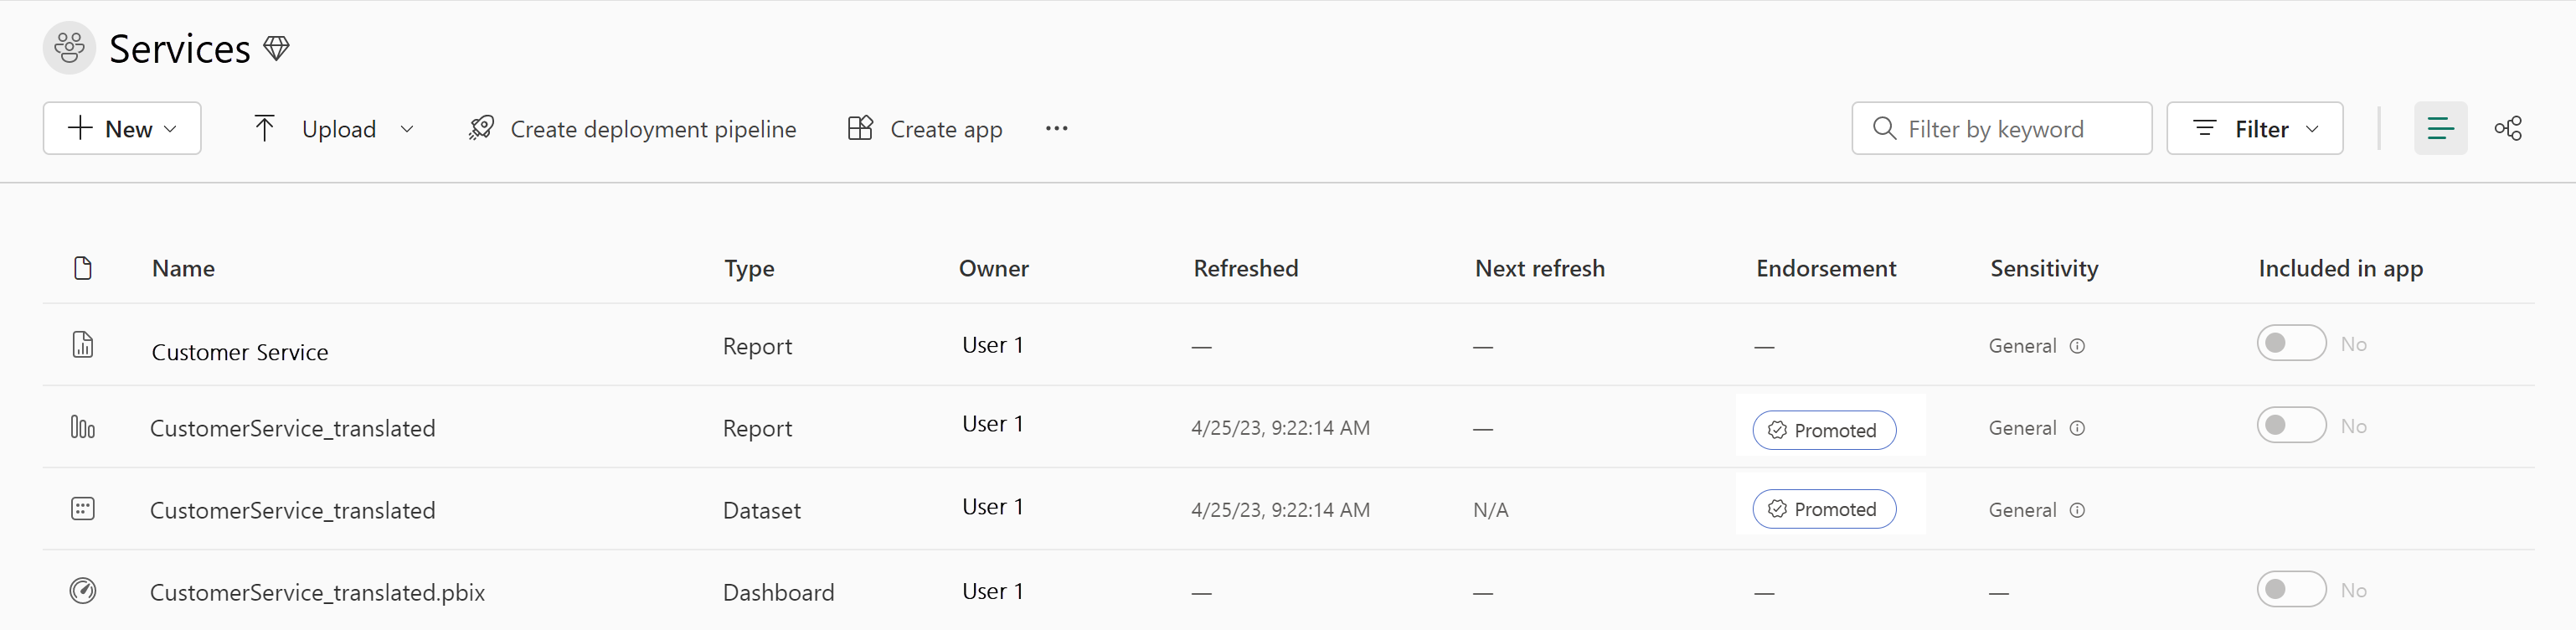 Services
New Upload Create deployment pipeline Create app ... Filter by keyword Filter
Name Type Owner Refreshed Next refresh Endorsement Sensitivity Included in app
Customer Service Report User 1 — — — General No
CustomerService_translated Report User 1 4/25/23, 9:22:14 AM — Promoted General No
CustomerService_translated Dataset User 1 4/25/23, 9:22:14 AM N/A Promoted General
CustomerService_translated.pbix Dashboard User 1 — — — — No